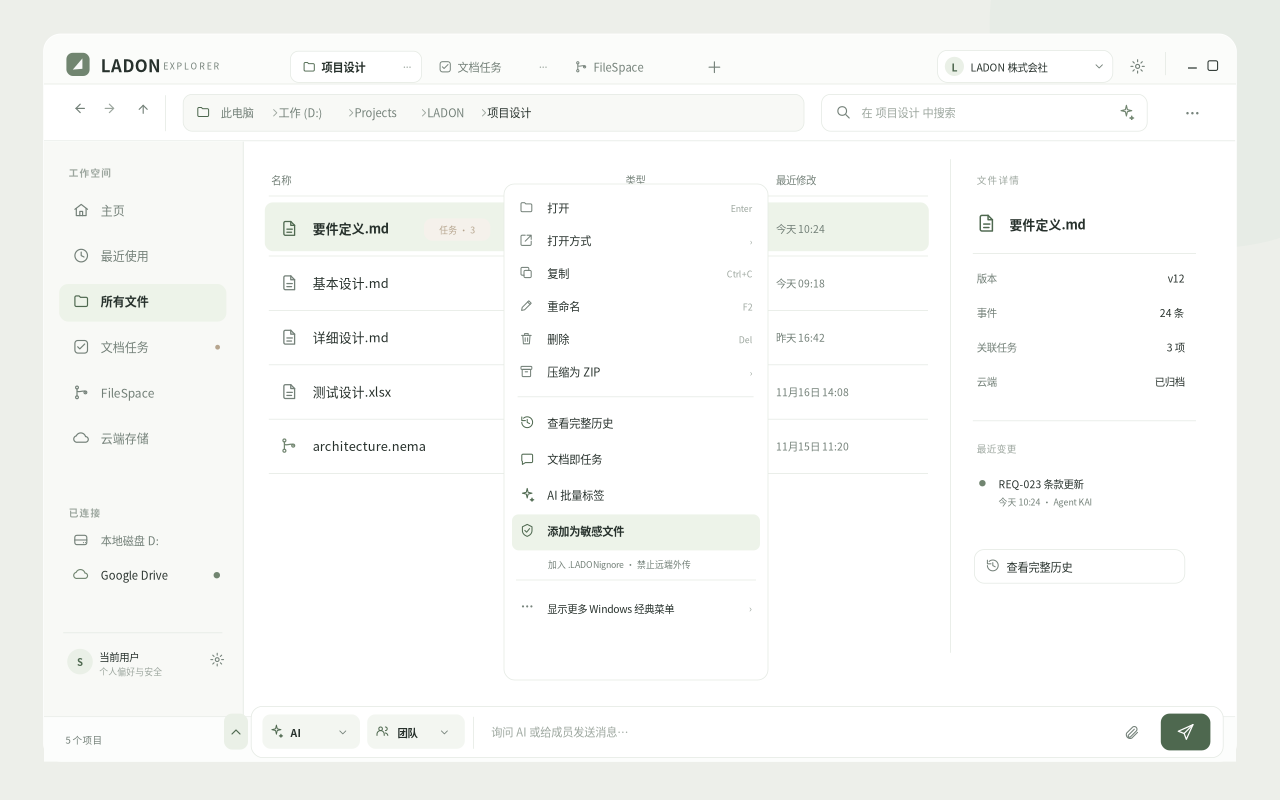 LADON EXPLORER
项目设计 ···
文档任务 ···
FileSpace
L LADON 株式会社
此电脑 >工作 (D:) >Projects >LADON >项目设计
在 项目设计 中搜索
工作空间
主页
最近使用
所有文件
文档任务
FileSpace
云端存储
已连接
本地磁盘 D:
Google Drive
S 当前用户
个人偏好与安全
5 个项目
名称 类型 最近修改
要件定义.md 任务 · 3 今天 10:24
基本设计.md 今天 09:18
详细设计.md 昨天 16:42
测试设计.xlsx 11月16日 14:08
architecture.nema 11月15日 11:20
打开 Enter
打开方式 ›
复制 Ctrl+C
重命名 F2
删除 Del
压缩为 ZIP ›
查看完整历史
文档即任务
AI 批量标签
添加为敏感文件
加入 .LADONignore · 禁止远端外传
显示更多 Windows 经典菜单 ›
文件详情
要件定义.md
版本 v12
事件 24 条
关联任务 3 项
云端 已归档
最近变更
REQ-023 条款更新
今天 10:24 · Agent KAI
查看完整历史
AI
团队
询问 AI 或给成员发送消息···